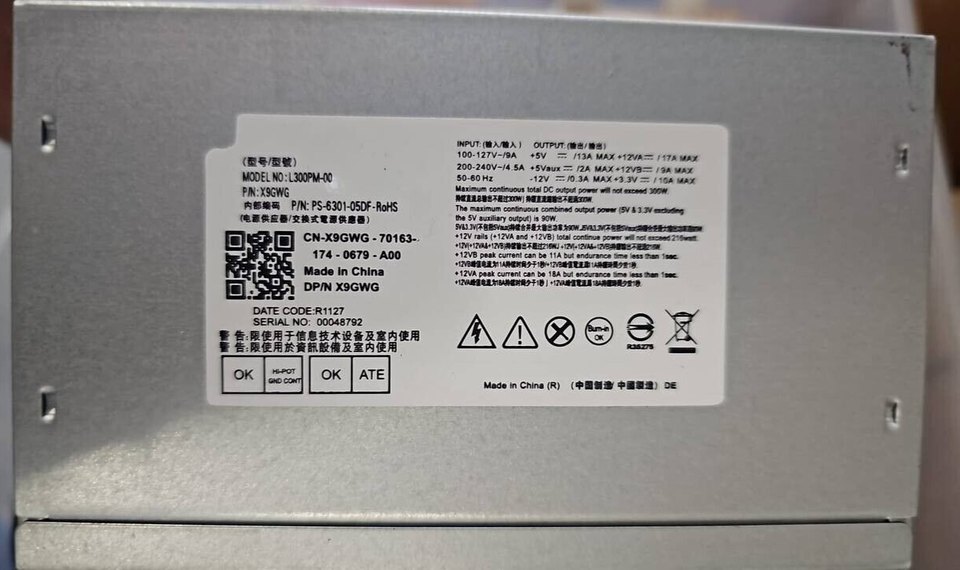 (型号/型號)
MODEL NO: L300PM-00
P/N: X9GWG
内部编码 P/N: PS-6301-05DF-RoHS
(电源供应器/交換式電源供應器)
CN-X9GWG - 70163-
174 - 0679 - A00
Made in China
DP/N X9GWG
DATE CODE:R1127
SERIAL NO: 00048792
警 告:限使用于信息技术设备及室内使用
警 告:限使用於資訊設備及室內使用
OK
HI-POT
GND CONT
OK
ATE
INPUT: (输入/輸入) OUTPUT: (输出/輸出)
100-127V~/9A +5V ⎓ /13A MAX +12VA ⎓ / 17A MAX
200-240V~/4.5A +5Vaux ⎓ /2A MAX +12VB ⎓ / 9A MAX
50-60 Hz -12V ⎓ /0.3A MAX +3.3V ⎓ / 10A MAX
Maximum continuous total DC output power will not exceed 300W.
The maximum continuous combined output power (5V & 3.3V excluding
the 5V auxiliary output) is 90W.
+12V rails (+12VA and +12VB) total continue power will not exceed 216watt.
+12VB peak current can be 11A but endurance time less than 1sec.
+12VA peak current can be 18A but endurance time less than 1sec.
Burn-in
OK
R35275
Made in China (R) (中国制造/ 中國製造) DE